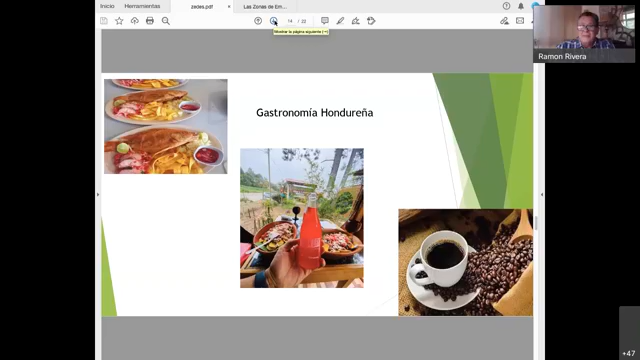 Inicio Herramientas zedes.pdf × Las Zonas de Em...
14 / 22
Mostrar la página siguiente (→)
Gastronomía Hondureña
Ramon Rivera
+47